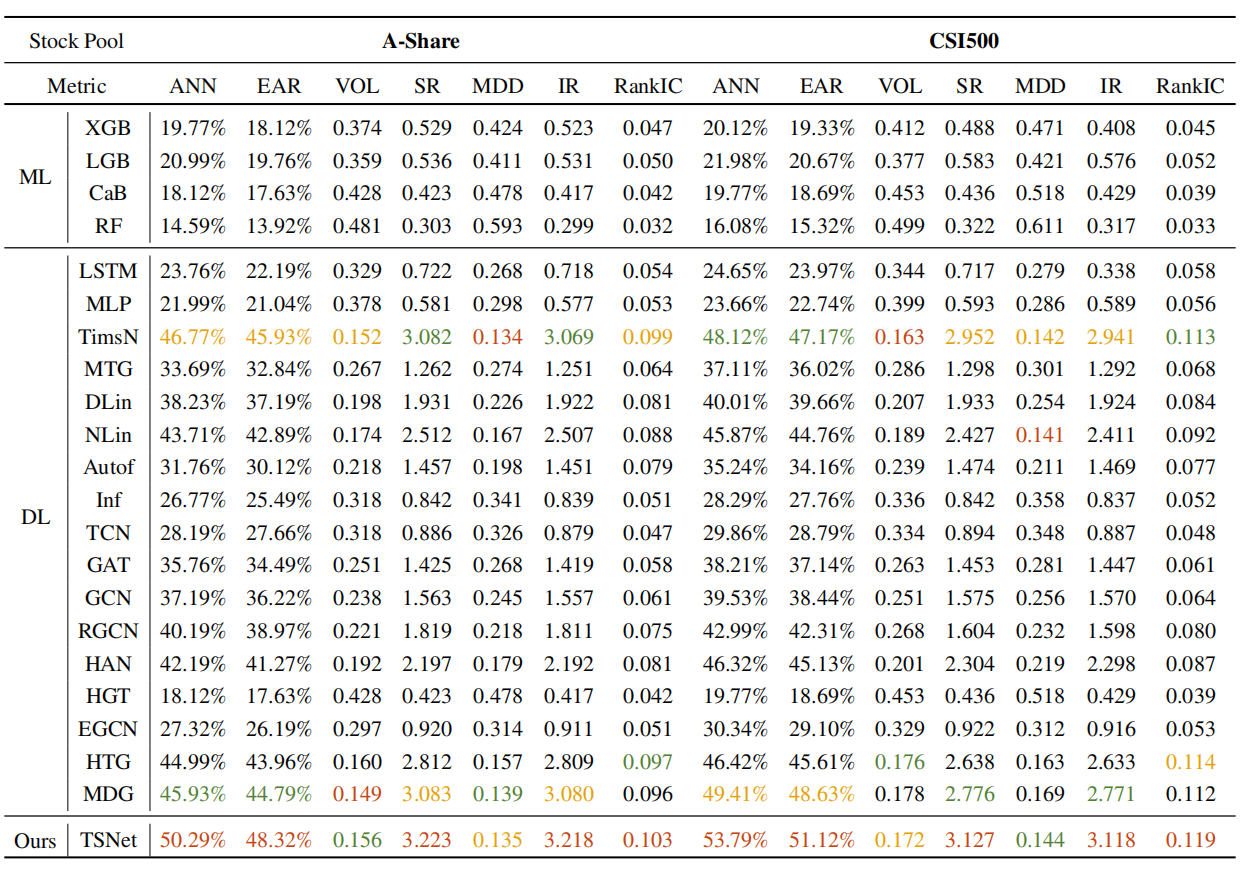 Stock Pool A-Share CSI500
Metric ANN EAR VOL SR MDD IR RankIC ANN EAR VOL SR MDD IR RankIC
XGB 19.77% 18.12% 0.374 0.529 0.424 0.523 0.047 20.12% 19.33% 0.412 0.488 0.471 0.408 0.045
LGB 20.99% 19.76% 0.359 0.536 0.411 0.531 0.050 21.98% 20.67% 0.377 0.583 0.421 0.576 0.052
ML
CaB 18.12% 17.63% 0.428 0.423 0.478 0.417 0.042 19.77% 18.69% 0.453 0.436 0.518 0.429 0.039
RF 14.59% 13.92% 0.481 0.303 0.593 0.299 0.032 16.08% 15.32% 0.499 0.322 0.611 0.317 0.033
LSTM 23.76% 22.19% 0.329 0.722 0.268 0.718 0.054 24.65% 23.97% 0.344 0.717 0.279 0.338 0.058
MLP 21.99% 21.04% 0.378 0.581 0.298 0.577 0.053 23.66% 22.74% 0.399 0.593 0.286 0.589 0.056
TimsN 46.77% 45.93% 0.152 3.082 0.134 3.069 0.099 48.12% 47.17% 0.163 2.952 0.142 2.941 0.113
MTG 33.69% 32.84% 0.267 1.262 0.274 1.251 0.064 37.11% 36.02% 0.286 1.298 0.301 1.292 0.068
DLin 38.23% 37.19% 0.198 1.931 0.226 1.922 0.081 40.01% 39.66% 0.207 1.933 0.254 1.924 0.084
NLin 43.71% 42.89% 0.174 2.512 0.167 2.507 0.088 45.87% 44.76% 0.189 2.427 0.141 2.411 0.092
Autof 31.76% 30.12% 0.218 1.457 0.198 1.451 0.079 35.24% 34.16% 0.239 1.474 0.211 1.469 0.077
Inf 26.77% 25.49% 0.318 0.842 0.341 0.839 0.051 28.29% 27.76% 0.336 0.842 0.358 0.837 0.052
DL
TCN 28.19% 27.66% 0.318 0.886 0.326 0.879 0.047 29.86% 28.79% 0.334 0.894 0.348 0.887 0.048
GAT 35.76% 34.49% 0.251 1.425 0.268 1.419 0.058 38.21% 37.14% 0.263 1.453 0.281 1.447 0.061
GCN 37.19% 36.22% 0.238 1.563 0.245 1.557 0.061 39.53% 38.44% 0.251 1.575 0.256 1.570 0.064
RGCN 40.19% 38.97% 0.221 1.819 0.218 1.811 0.075 42.99% 42.31% 0.268 1.604 0.232 1.598 0.080
HAN 42.19% 41.27% 0.192 2.197 0.179 2.192 0.081 46.32% 45.13% 0.201 2.304 0.219 2.298 0.087
HGT 18.12% 17.63% 0.428 0.423 0.478 0.417 0.042 19.77% 18.69% 0.453 0.436 0.518 0.429 0.039
EGCN 27.32% 26.19% 0.297 0.920 0.314 0.911 0.051 30.34% 29.10% 0.329 0.922 0.312 0.916 0.053
HTG 44.99% 43.96% 0.160 2.812 0.157 2.809 0.097 46.42% 45.61% 0.176 2.638 0.163 2.633 0.114
MDG 45.93% 44.79% 0.149 3.083 0.139 3.080 0.096 49.41% 48.63% 0.178 2.776 0.169 2.771 0.112
Ours TSNet 50.29% 48.32% 0.156 3.223 0.135 3.218 0.103 53.79% 51.12% 0.172 3.127 0.144 3.118 0.119